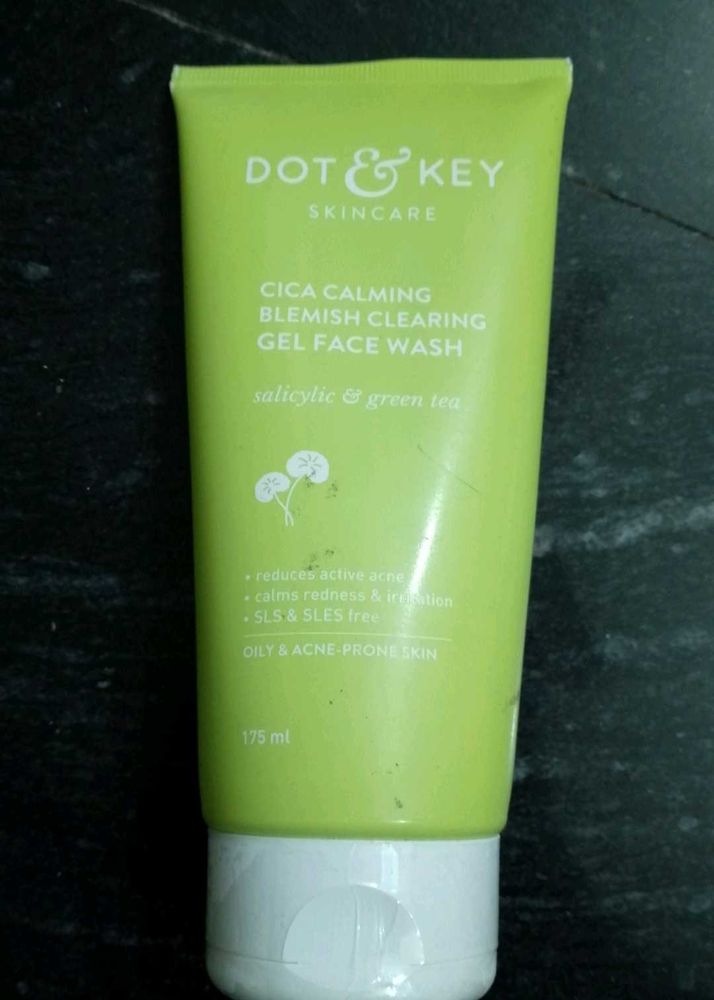 DOT & KEY
SKINCARE
CICA CALMING
BLEMISH CLEARING
GEL FACE WASH
salicylic & green tea
• reduces active acne
• calms redness & irritation
• SLS & SLES free
OILY & ACNE-PRONE SKIN
175 ml